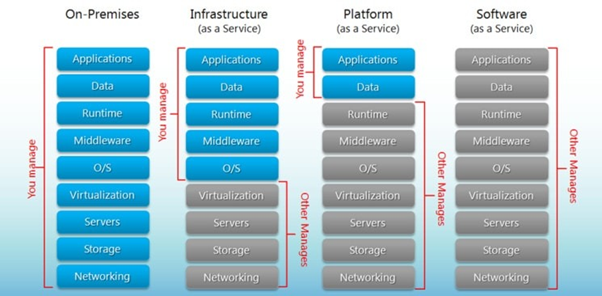 On-Premises
Infrastructure
(as a Service)
Platform
(as a Service)
Software
(as a Service)
You manage
Applications
Data
Runtime
Middleware
O/S
Virtualization
Servers
Storage
Networking
You manage
Applications
Data
Runtime
Middleware
O/S
Virtualization
Servers
Storage
Networking
Other Manages
You manage
Applications
Data
Runtime
Middleware
O/S
Virtualization
Servers
Storage
Networking
Other Manages
Applications
Data
Runtime
Middleware
O/S
Virtualization
Servers
Storage
Networking
Other Manages